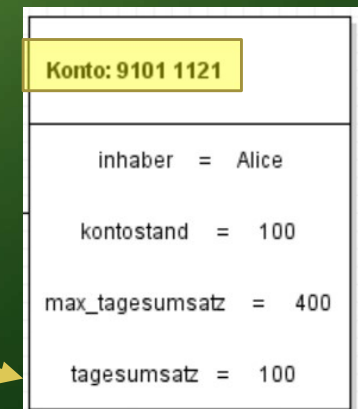 Konto: 9101 1121
inhaber = Alice
kontostand = 100
max_tagesumsatz = 400
tagesumsatz = 100